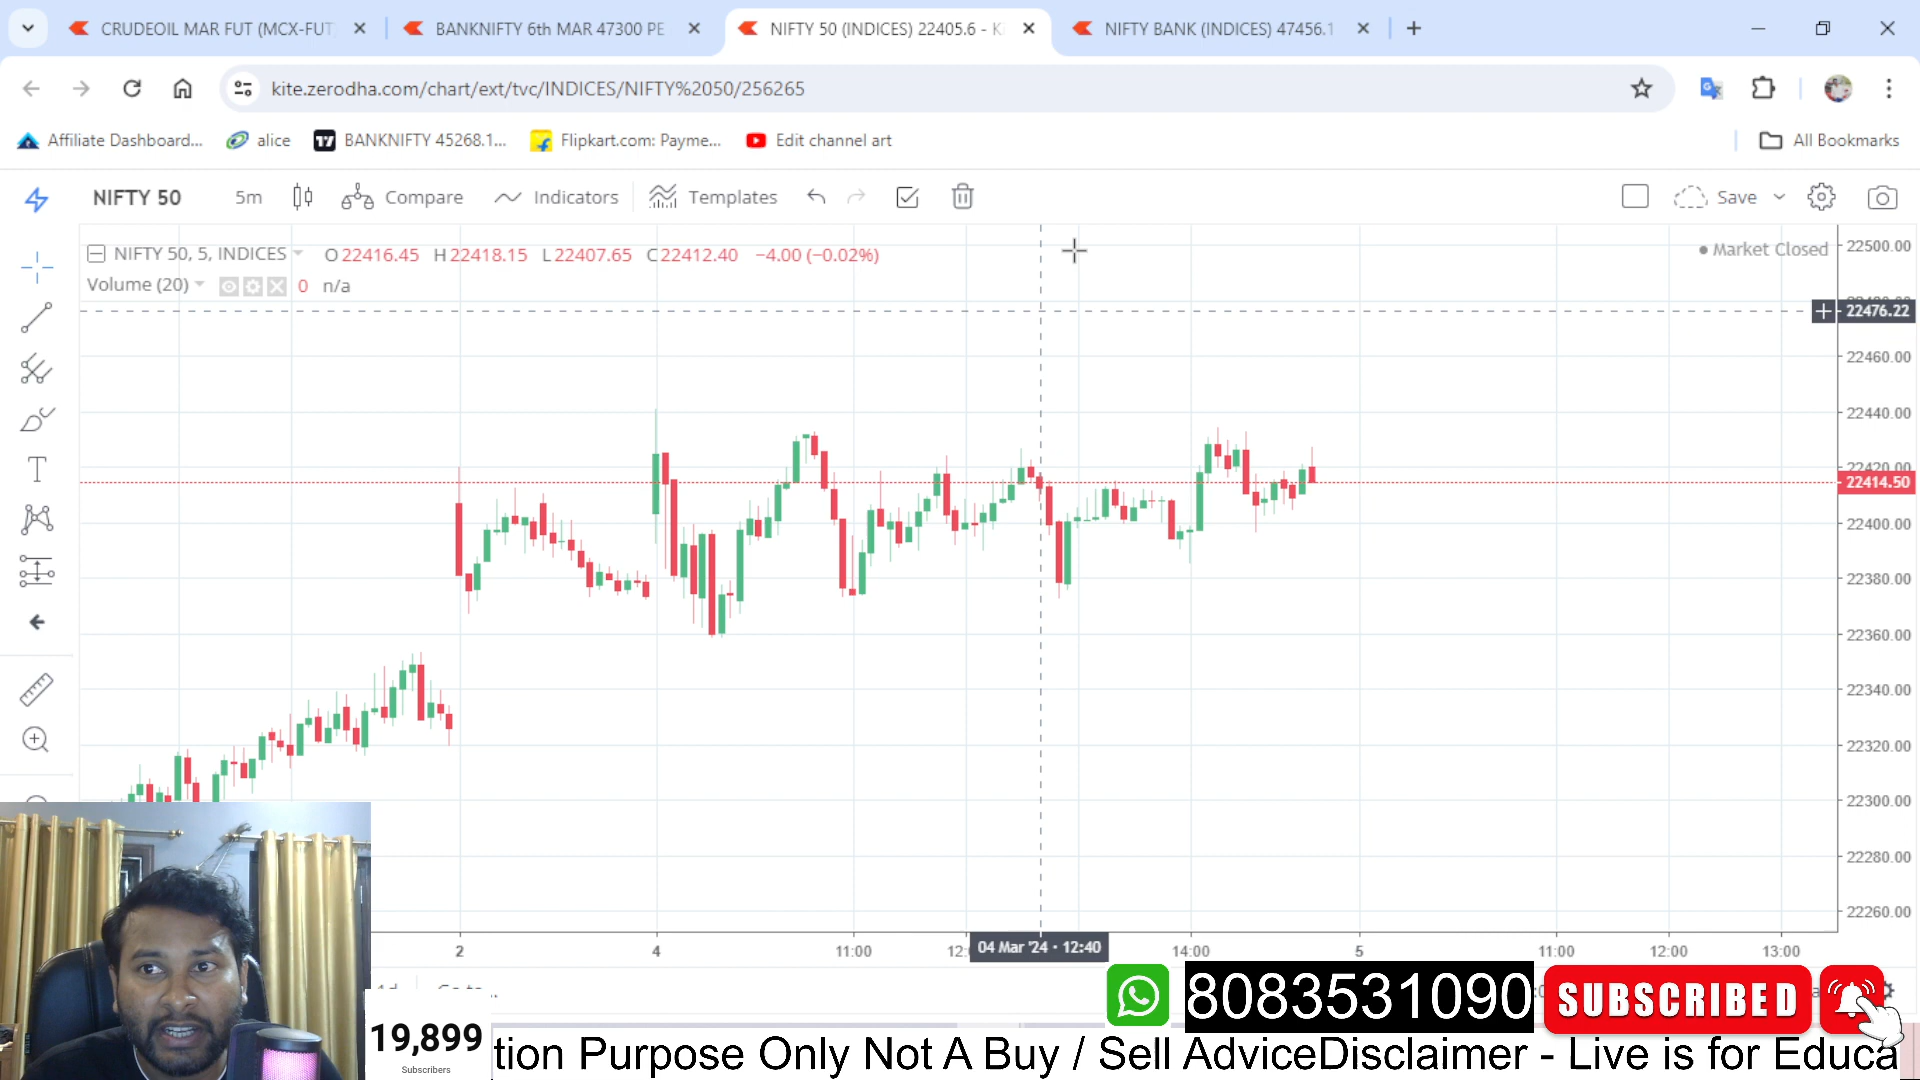 CRUDEOIL MAR FUT (MCX-FUT
BANKNIFTY 6th MAR 47300 PE
NIFTY 50 (INDICES) 22405.6 - Ki
NIFTY BANK (INDICES) 47456.1
kite.zerodha.com/chart/ext/tvc/INDICES/NIFTY%2050/256265
Affiliate Dashboard...
alice
BANKNIFTY 45268.1...
Flipkart.com: Payme...
Edit channel art
All Bookmarks
NIFTY 50
5m
Compare
Indicators
Templates
Save
NIFTY 50, 5, INDICES
O 22416.45 H 22418.15 L 22407.65 C 22412.40 −4.00 (−0.02%)
Market Closed
Volume (20)
0 n/a
22500.00
22476.22
22460.00
22440.00
22420.00
22414.50
22400.00
22380.00
22360.00
22340.00
22320.00
22300.00
22280.00
22260.00
2
4
11:00
04 Mar '24 · 12:40
14:00
5
11:00
12:00
13:00
8083531090
SUBSCRIBED
19,899
Subscribers
tion Purpose Only Not A Buy / Sell AdviceDisclaimer - Live is for Educa